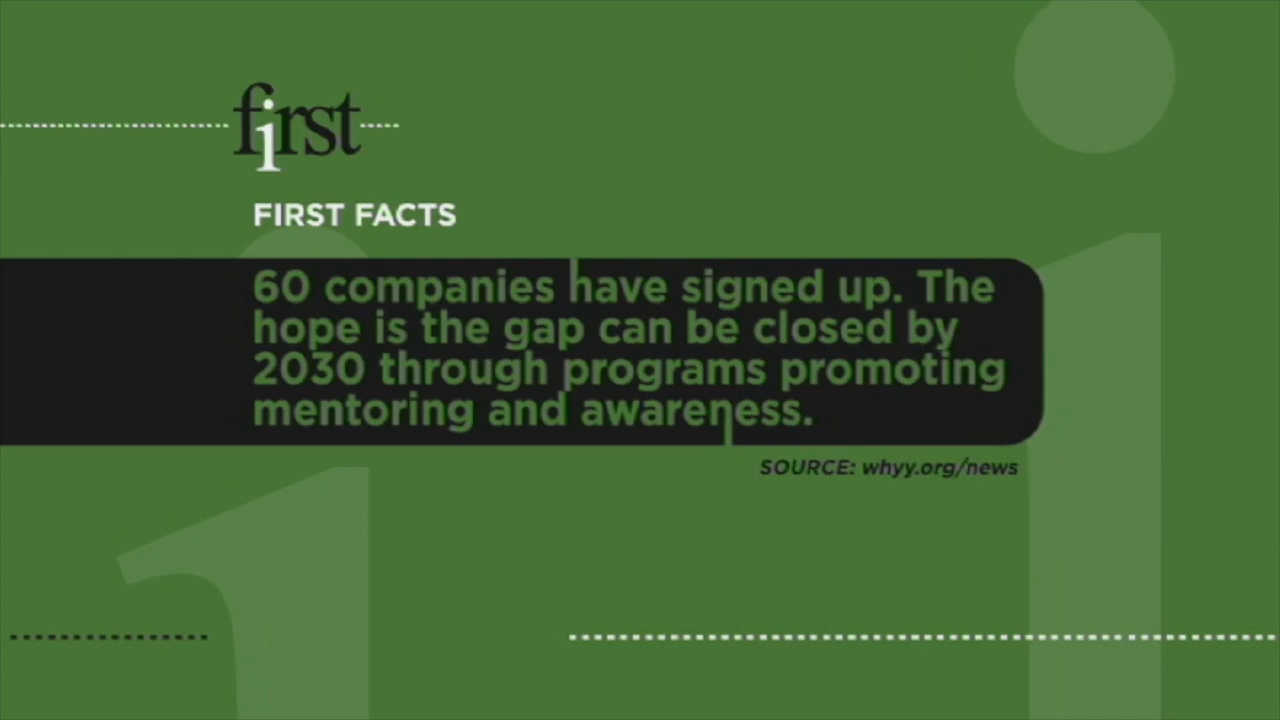 first
FIRST FACTS
60 companies have signed up. The
hope is the gap can be closed by
2030 through programs promoting
mentoring and awareness.
SOURCE: whyy.org/news